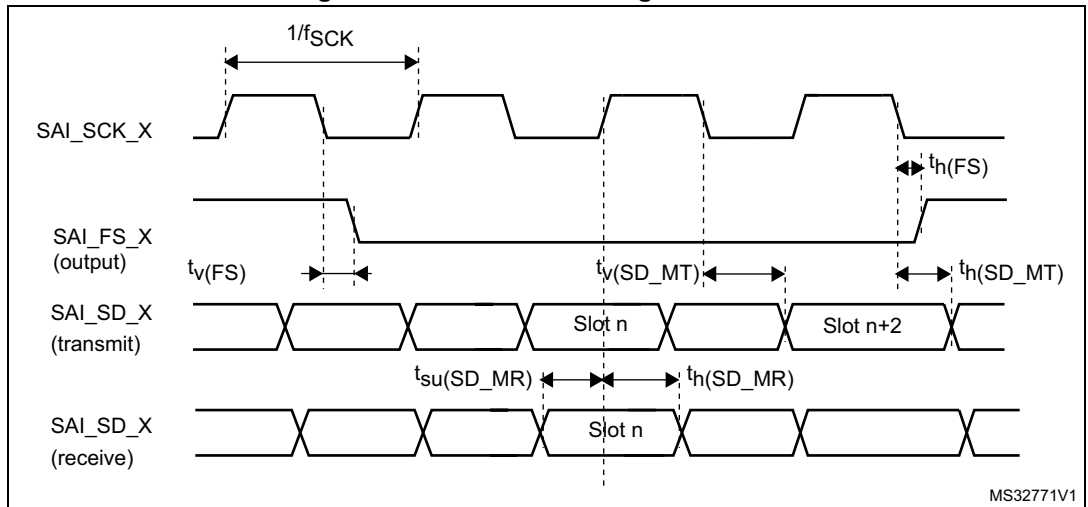 1/fSCK
SAI_SCK_X
th(FS)
SAI_FS_X
(output)
tv(FS)
tv(SD_MT)
th(SD_MT)
SAI_SD_X
(transmit)
Slot n
Slot n+2
tsu(SD_MR)
th(SD_MR)
SAI_SD_X
(receive)
Slot n
MS32771V1